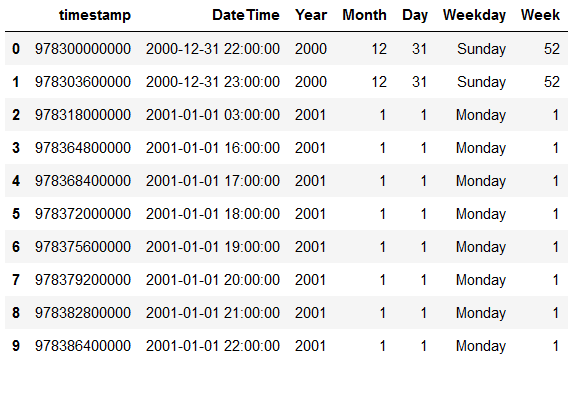 timestamp DateTime Year Month Day Weekday Week
0 978300000000 2000-12-31 22:00:00 2000 12 31 Sunday 52
1 978303600000 2000-12-31 23:00:00 2000 12 31 Sunday 52
2 978318000000 2001-01-01 03:00:00 2001 1 1 Monday 1
3 978364800000 2001-01-01 16:00:00 2001 1 1 Monday 1
4 978368400000 2001-01-01 17:00:00 2001 1 1 Monday 1
5 978372000000 2001-01-01 18:00:00 2001 1 1 Monday 1
6 978375600000 2001-01-01 19:00:00 2001 1 1 Monday 1
7 978379200000 2001-01-01 20:00:00 2001 1 1 Monday 1
8 978382800000 2001-01-01 21:00:00 2001 1 1 Monday 1
9 978386400000 2001-01-01 22:00:00 2001 1 1 Monday 1